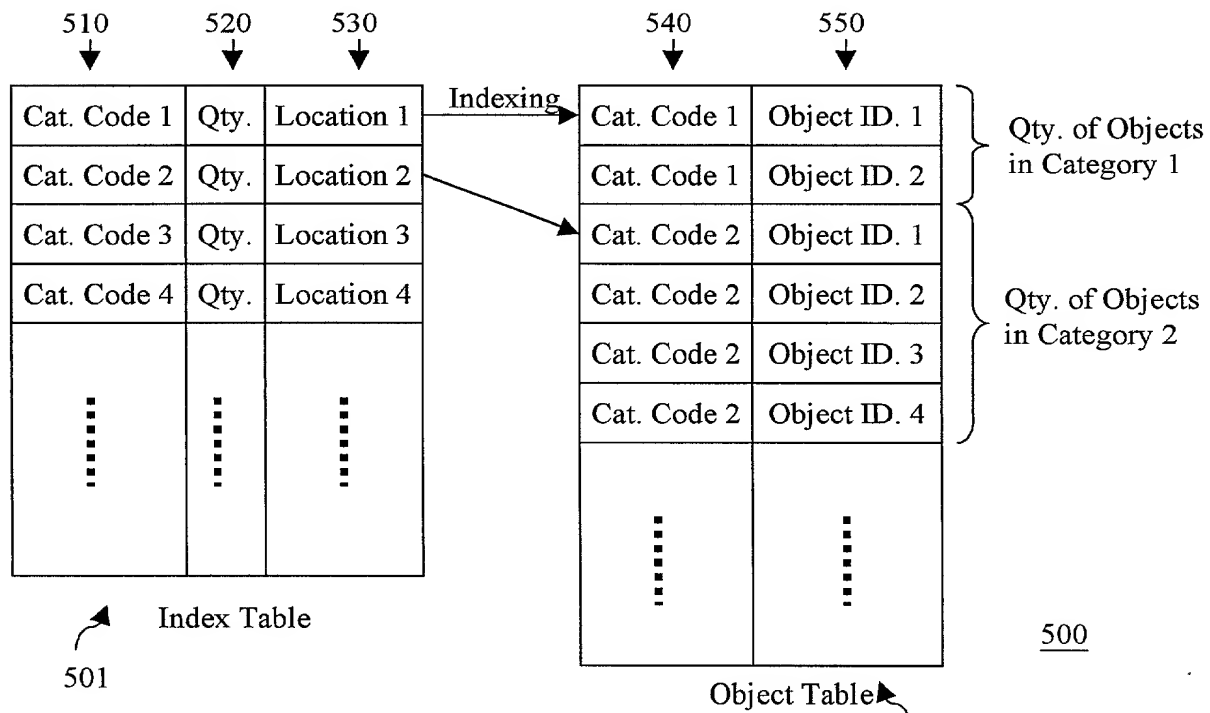 510 520 530 540 550
Cat. Code 1 Qty. Location 1 Indexing Cat. Code 1 Object ID. 1
Cat. Code 2 Qty. Location 2 Cat. Code 1 Object ID. 2
Qty. of Objects
in Category 1
Cat. Code 3 Qty. Location 3 Cat. Code 2 Object ID. 1
Cat. Code 4 Qty. Location 4 Cat. Code 2 Object ID. 2
Cat. Code 2 Object ID. 3
Cat. Code 2 Object ID. 4
Qty. of Objects
in Category 2
Index Table
501
500
Object Table